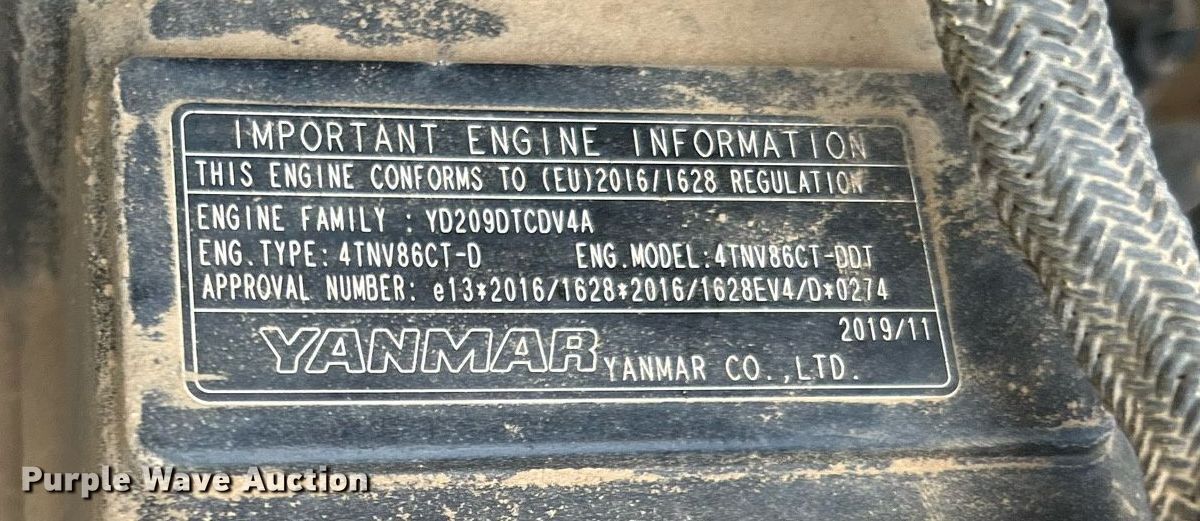 IMPORTANT ENGINE INFORMATION
THIS ENGINE CONFORMS TO (EU)2016/1628 REGULATION
ENGINE FAMILY : YD209DTCDV4A
ENG.TYPE: 4TNV86CT-D ENG.MODEL:4TNV86CT-DDT
APPROVAL NUMBER: e13*2016/1628*2016/1628EV4/D*0274
2019/11
YANMAR YANMAR CO.,LTD.
Purple Wave Auction